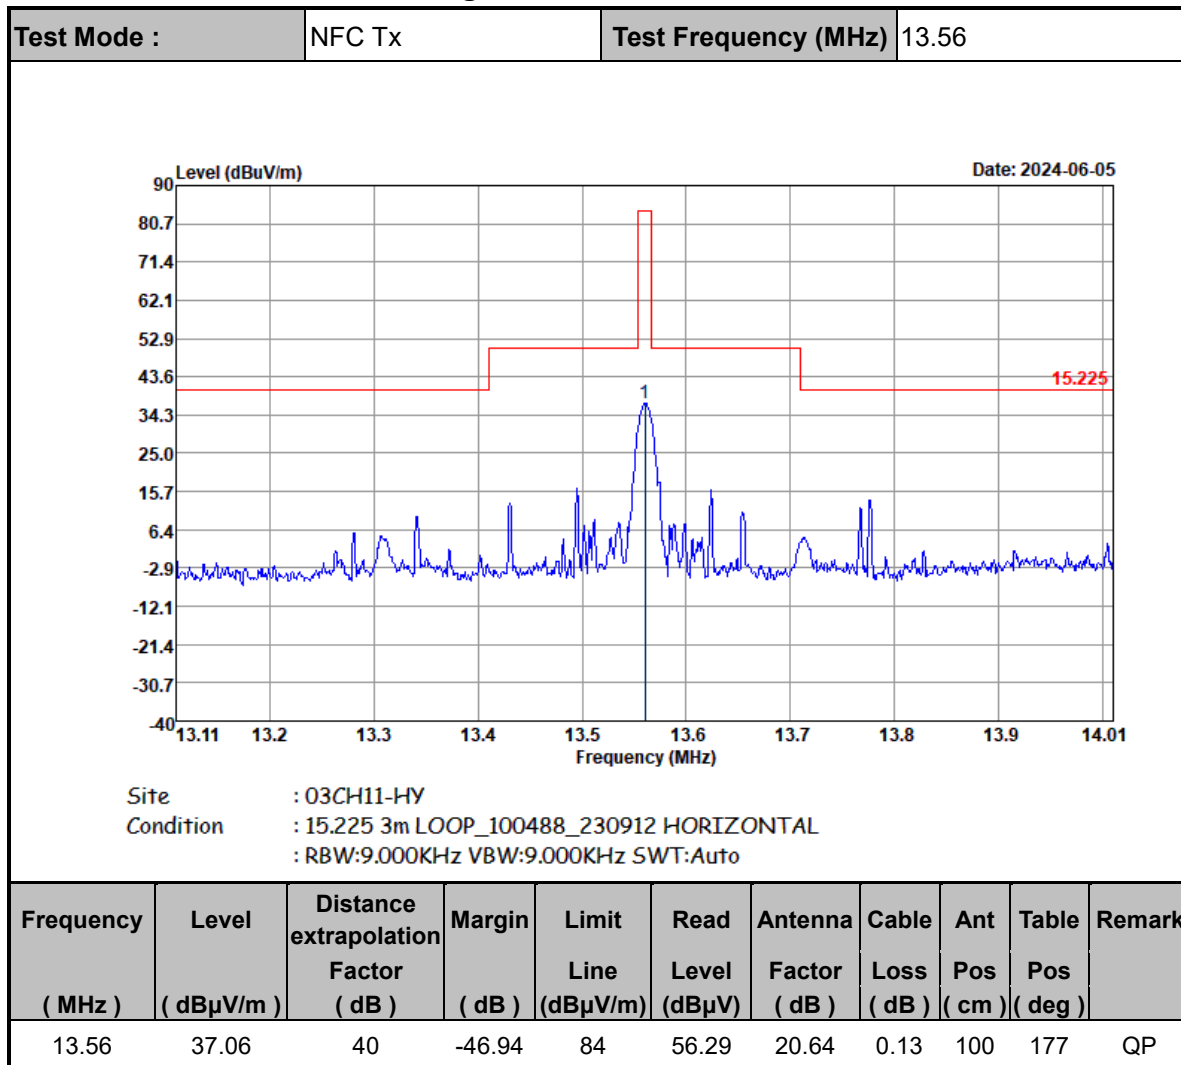 Test Mode : NFC Tx Test Frequency (MHz) 13.56
Level (dBuV/m) Date: 2024-06-05
90
80.7
71.4
62.1
52.9
43.6
15.225
1
34.3
25.0
15.7
6.4
-2.9
-12.1
-21.4
-30.7
-40
13.11 13.2 13.3 13.4 13.5 13.6 13.7 13.8 13.9 14.01
Frequency (MHz)
Site : 03CH11-HY
Condition : 15.225 3m LOOP_100488_230912 HORIZONTAL
: RBW:9.000KHz VBW:9.000KHz SWT:Auto
Frequency Level Distance extrapolation Margin Limit Read Antenna Cable Ant Table Remark
Factor Line Level Factor Loss Pos Pos
( MHz ) ( dBµV/m ) ( dB ) ( dB ) (dBµV/m) (dBµV) ( dB ) ( dB ) ( cm ) ( deg )
13.56 37.06 40 -46.94 84 56.29 20.64 0.13 100 177 QP